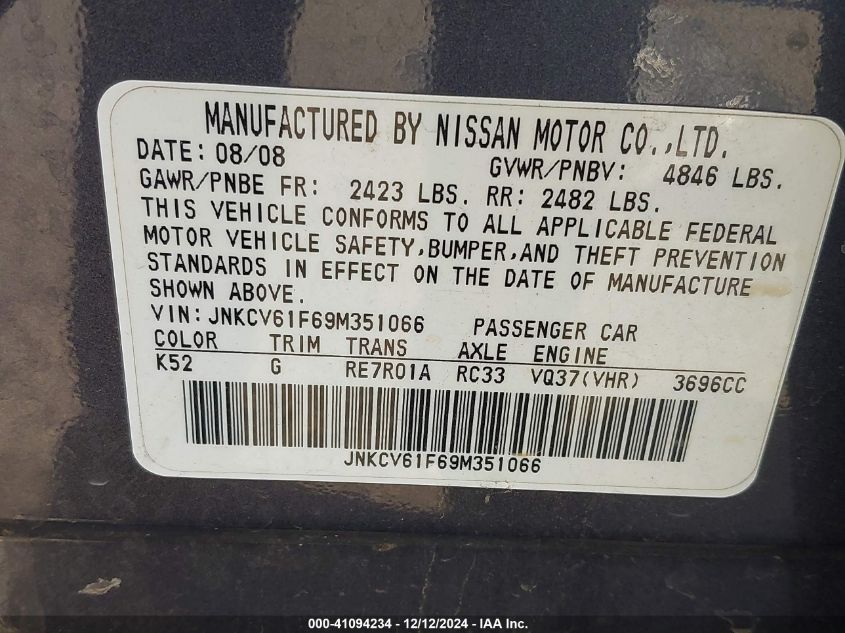 MANUFACTURED BY NISSAN MOTOR CO.,LTD.
DATE: 08/08 GVWR/PNBV: 4846 LBS.
GAWR/PNBE FR: 2423 LBS. RR: 2482 LBS.
THIS VEHICLE CONFORMS TO ALL APPLICABLE FEDERAL
MOTOR VEHICLE SAFETY,BUMPER,AND THEFT PREVENTION
STANDARDS IN EFFECT ON THE DATE OF MANUFACTURE
SHOWN ABOVE.
VIN:JNKCV61F69M351066 PASSENGER CAR
COLOR TRIM TRANS AXLE ENGINE
K52 G RE7R01A RC33 VQ37(VHR) 3696CC
JNKCV61F69M351066
000-41094234 - 12/12/2024 - IAA Inc.